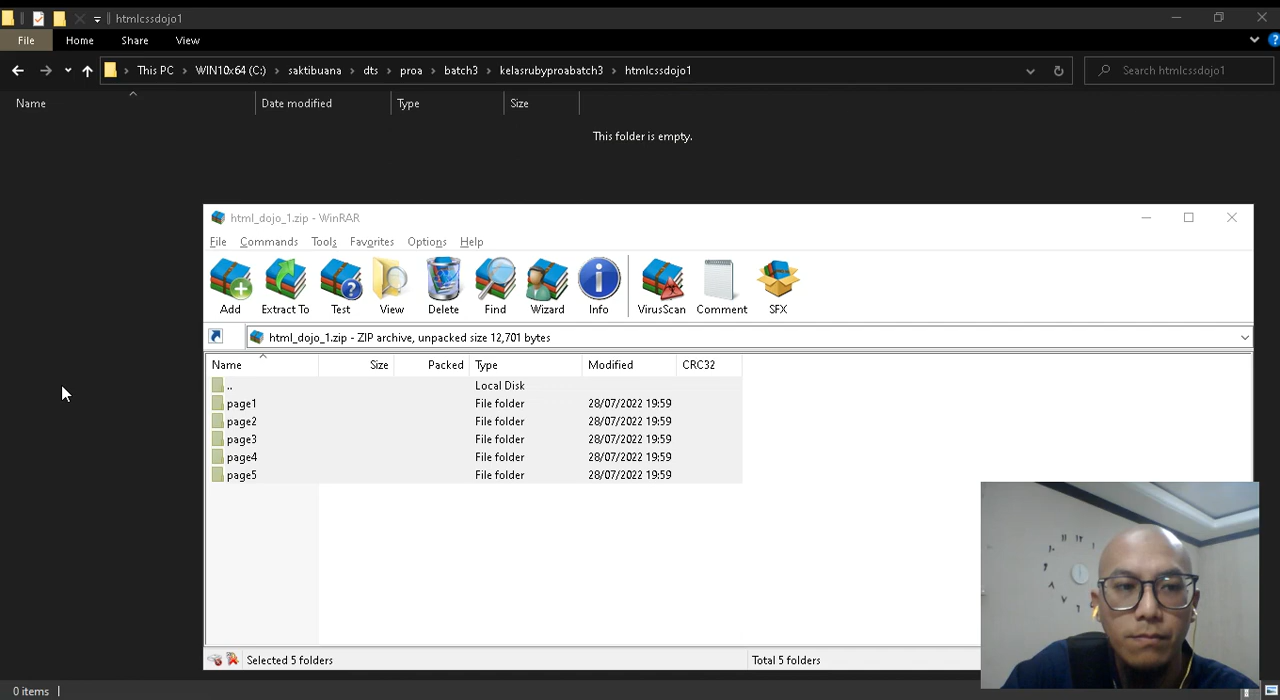 htmlcssdojo1
File Home Share View
This PC WIN10x64 (C:) saktibuana dts proa batch3 kelasrubyproabatch3 htmlcssdojo1 Search htmlcssdojo1
Name Date modified Type Size
This folder is empty.
html_dojo_1.zip - WinRAR
File Commands Tools Favorites Options Help
Add Extract To Test View Delete Find Wizard Info VirusScan Comment SFX
html_dojo_1.zip - ZIP archive, unpacked size 12,701 bytes
Name Size Packed Type Modified CRC32
.. Local Disk
page1 File folder 28/07/2022 19:59
page2 File folder 28/07/2022 19:59
page3 File folder 28/07/2022 19:59
page4 File folder 28/07/2022 19:59
page5 File folder 28/07/2022 19:59
Selected 5 folders Total 5 folders
0 items